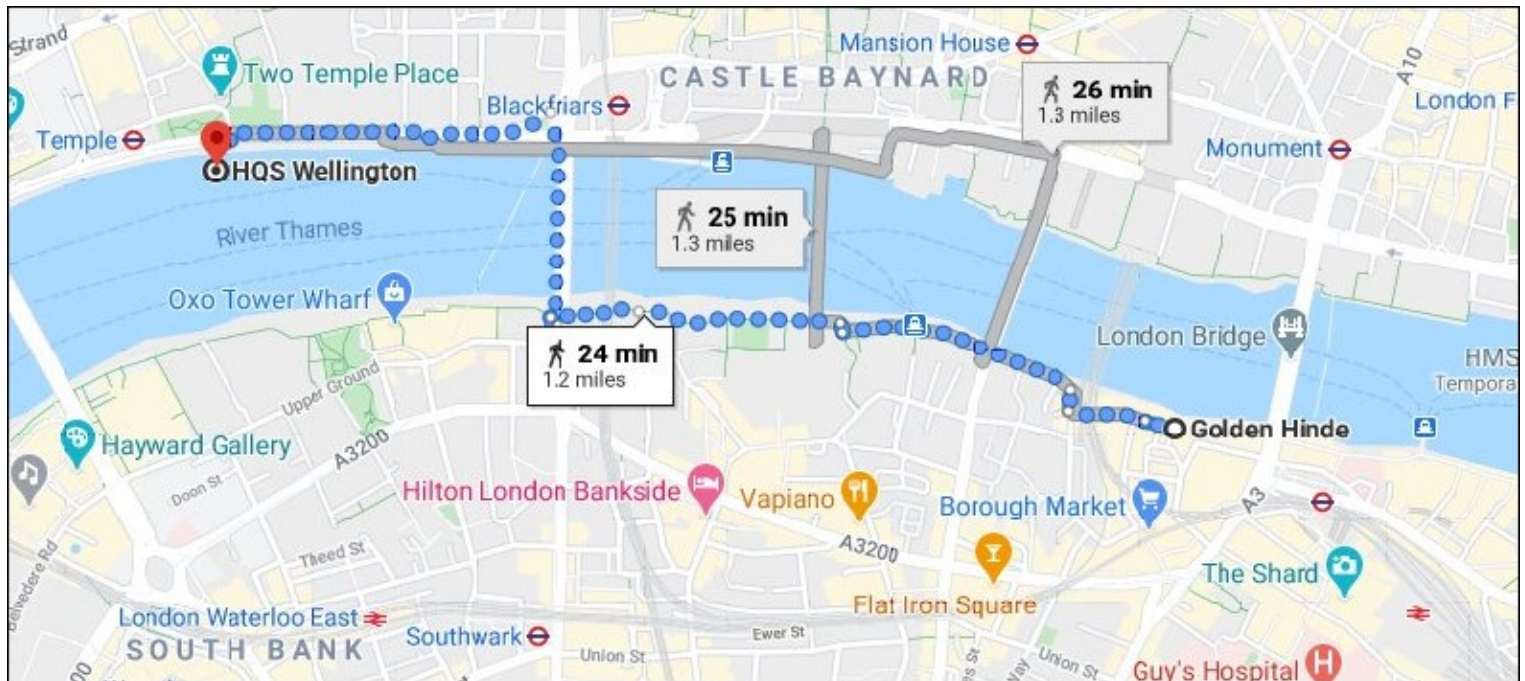 Strand
Mansion House
A10
Two Temple Place
CASTLE BAYNARD
26 min
1.3 miles
Blackfriars
London F
Temple
Monument
HQS Wellington
25 min
1.3 miles
River Thames
Oxo Tower Wharf
London Bridge
24 min
1.2 miles
HMS
Tempora
Upper Ground
Golden Hinde
Hayward Gallery
A3200
Doon St
Hilton London Bankside
Vapiano
Borough Market
A3
A3200
Theed St
Belvedere Rd
The Shard
Flat Iron Square
London Waterloo East
SOUTH BANK
Southwark
Ewer St
Union St
Union St
Guy's Hospital